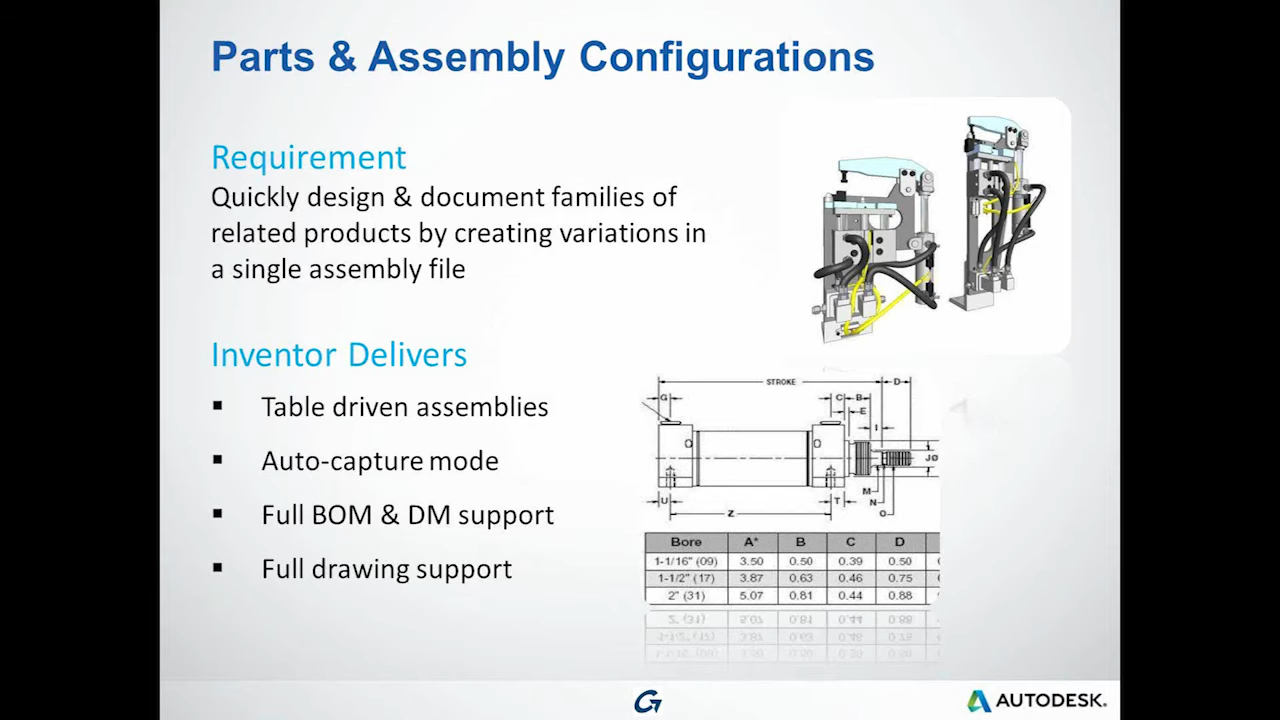 Parts & Assembly Configurations
Requirement
Quickly design & document families of
related products by creating variations in
a single assembly file
Inventor Delivers
▪ Table driven assemblies
▪ Auto-capture mode
▪ Full BOM & DM support
▪ Full drawing support
STROKE D
G C B
E
I
JØ
M
N
O
U T
Z
Bore A* B C D
1-1/16" (09) 3.50 0.50 0.39 0.50
1-1/2" (17) 3.87 0.63 0.46 0.75
2" (31) 5.07 0.81 0.44 0.88
G
AUTODESK.